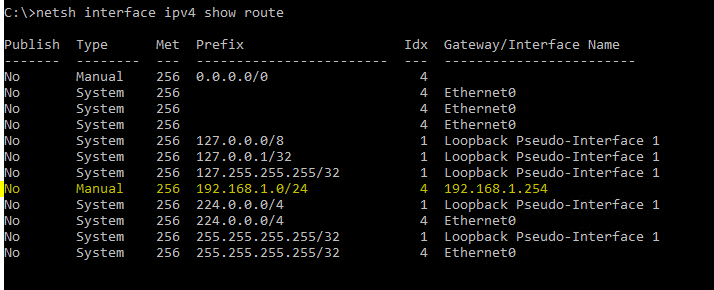 C:\>netsh interface ipv4 show route
Publish  Type      Met  Prefix                    Idx  Gateway/Interface Name
-------  --------  ---  ------------------------  ---  ------------------------
No       Manual    256  0.0.0.0/0                   4
No       System    256                              4  Ethernet0
No       System    256                              4  Ethernet0
No       System    256                              4  Ethernet0
No       System    256  127.0.0.0/8                 1  Loopback Pseudo-Interface 1
No       System    256  127.0.0.1/32                1  Loopback Pseudo-Interface 1
No       System    256  127.255.255.255/32          1  Loopback Pseudo-Interface 1
No       Manual    256  192.168.1.0/24              4  192.168.1.254
No       System    256  224.0.0.0/4                 1  Loopback Pseudo-Interface 1
No       System    256  224.0.0.0/4                 4  Ethernet0
No       System    256  255.255.255.255/32          1  Loopback Pseudo-Interface 1
No       System    256  255.255.255.255/32          4  Ethernet0